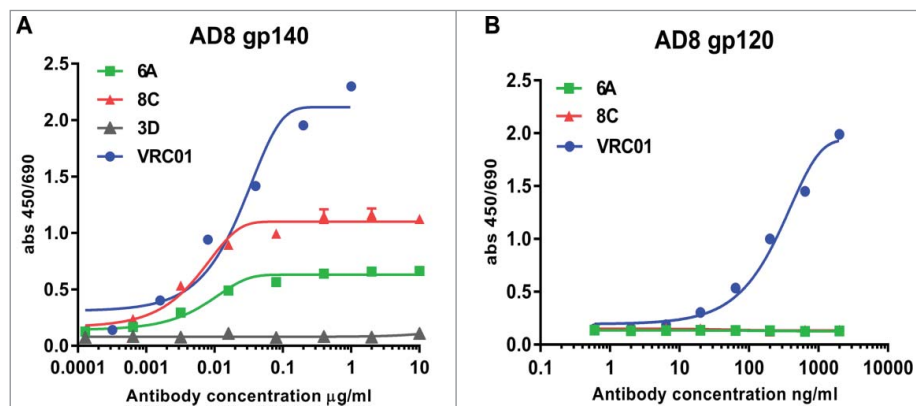 A
AD8 gp140
6A
8C
3D
VRC01
abs 450/690
2.5
2.0
1.5
1.0
0.5
0.0
0.0001 0.001 0.01 0.1 1 10
Antibody concentration μg/ml
B
AD8 gp120
6A
8C
VRC01
abs 450/690
2.5
2.0
1.5
1.0
0.5
0.0
0.1 1 10 100 1000 10000
Antibody concentration ng/ml